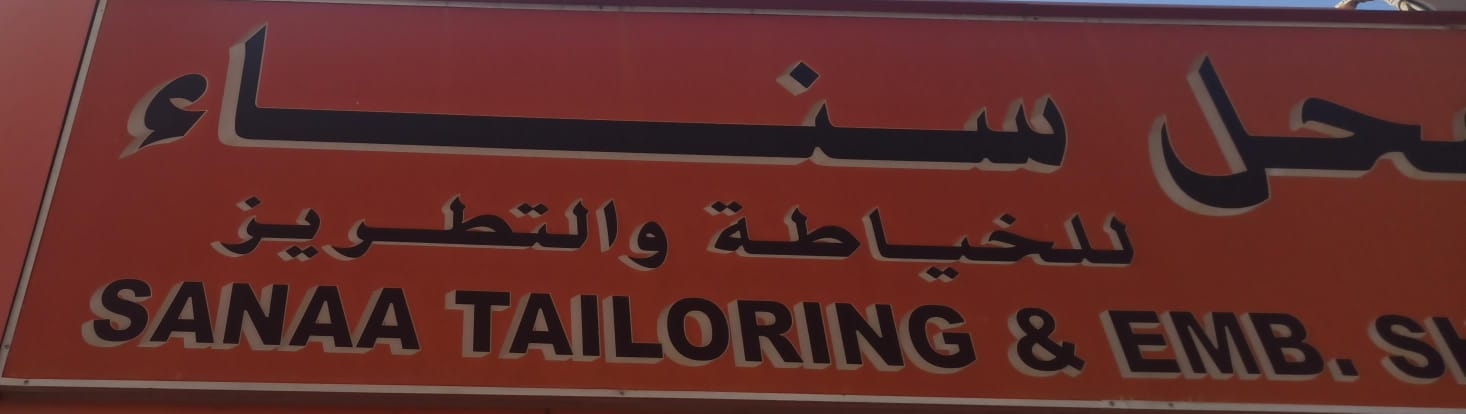 محل سناء
للخياطة والتطريز
SANAA TAILORING & EMB.